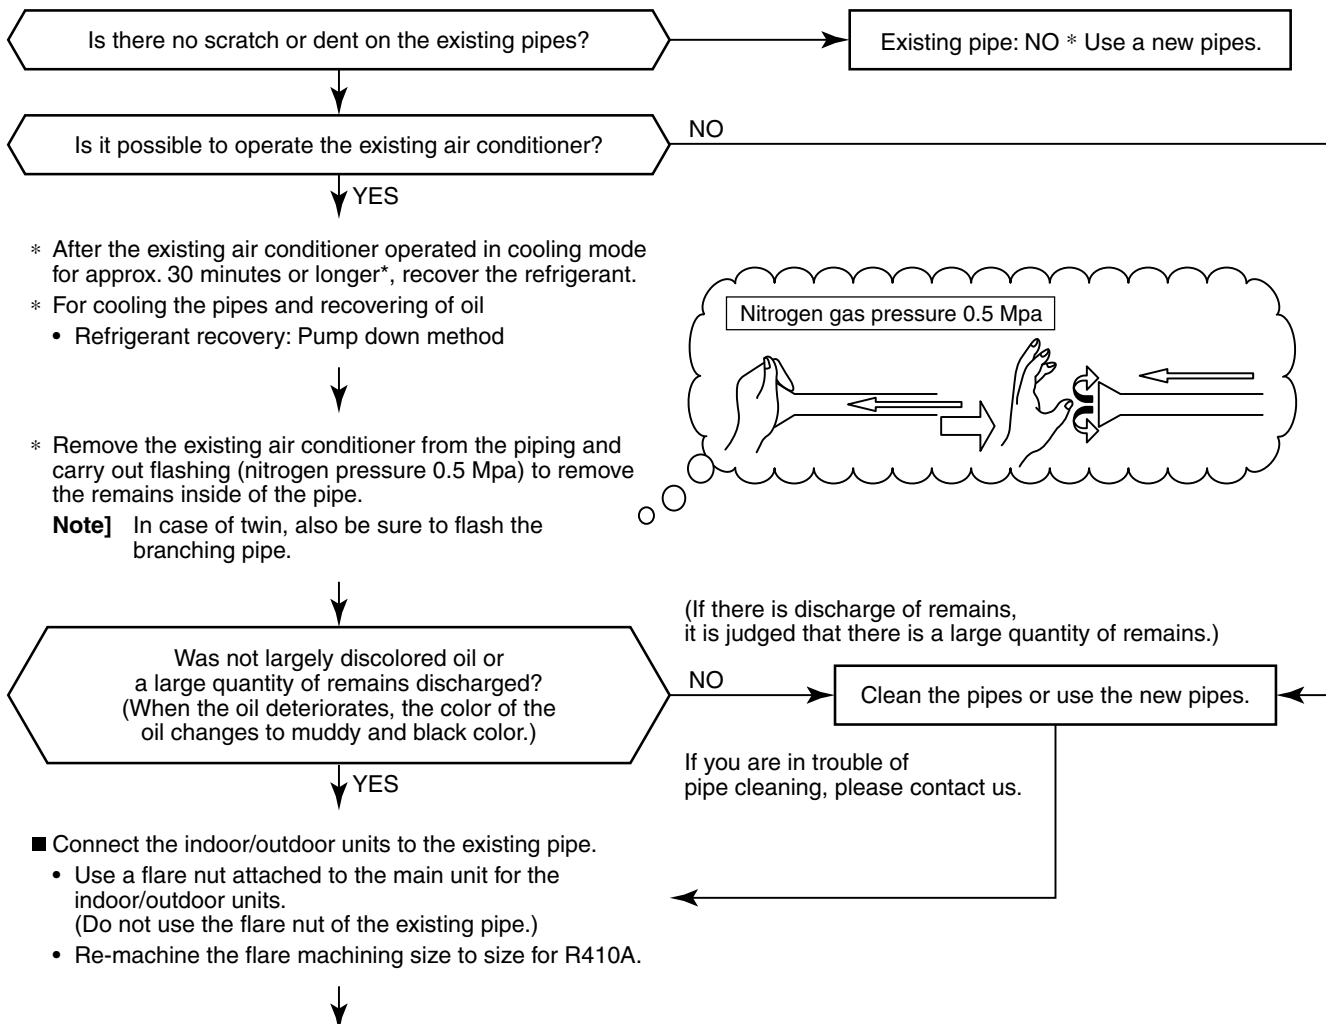 Is there no scratch or dent on the existing pipes?
Existing pipe: NO * Use a new pipes.
Is it possible to operate the existing air conditioner?
NO
YES
* After the existing air conditioner operated in cooling mode
for approx. 30 minutes or longer*, recover the refrigerant.
* For cooling the pipes and recovering of oil
• Refrigerant recovery: Pump down method
Nitrogen gas pressure 0.5 Mpa
* Remove the existing air conditioner from the piping and
carry out flashing (nitrogen pressure 0.5 Mpa) to remove
the remains inside of the pipe.
Note] In case of twin, also be sure to flash the
branching pipe.
(If there is discharge of remains,
it is judged that there is a large quantity of remains.)
Was not largely discolored oil or
a large quantity of remains discharged?
(When the oil deteriorates, the color of the
oil changes to muddy and black color.)
NO
Clean the pipes or use the new pipes.
YES
If you are in trouble of
pipe cleaning, please contact us.
■ Connect the indoor/outdoor units to the existing pipe.
• Use a flare nut attached to the main unit for the
indoor/outdoor units.
(Do not use the flare nut of the existing pipe.)
• Re-machine the flare machining size to size for R410A.